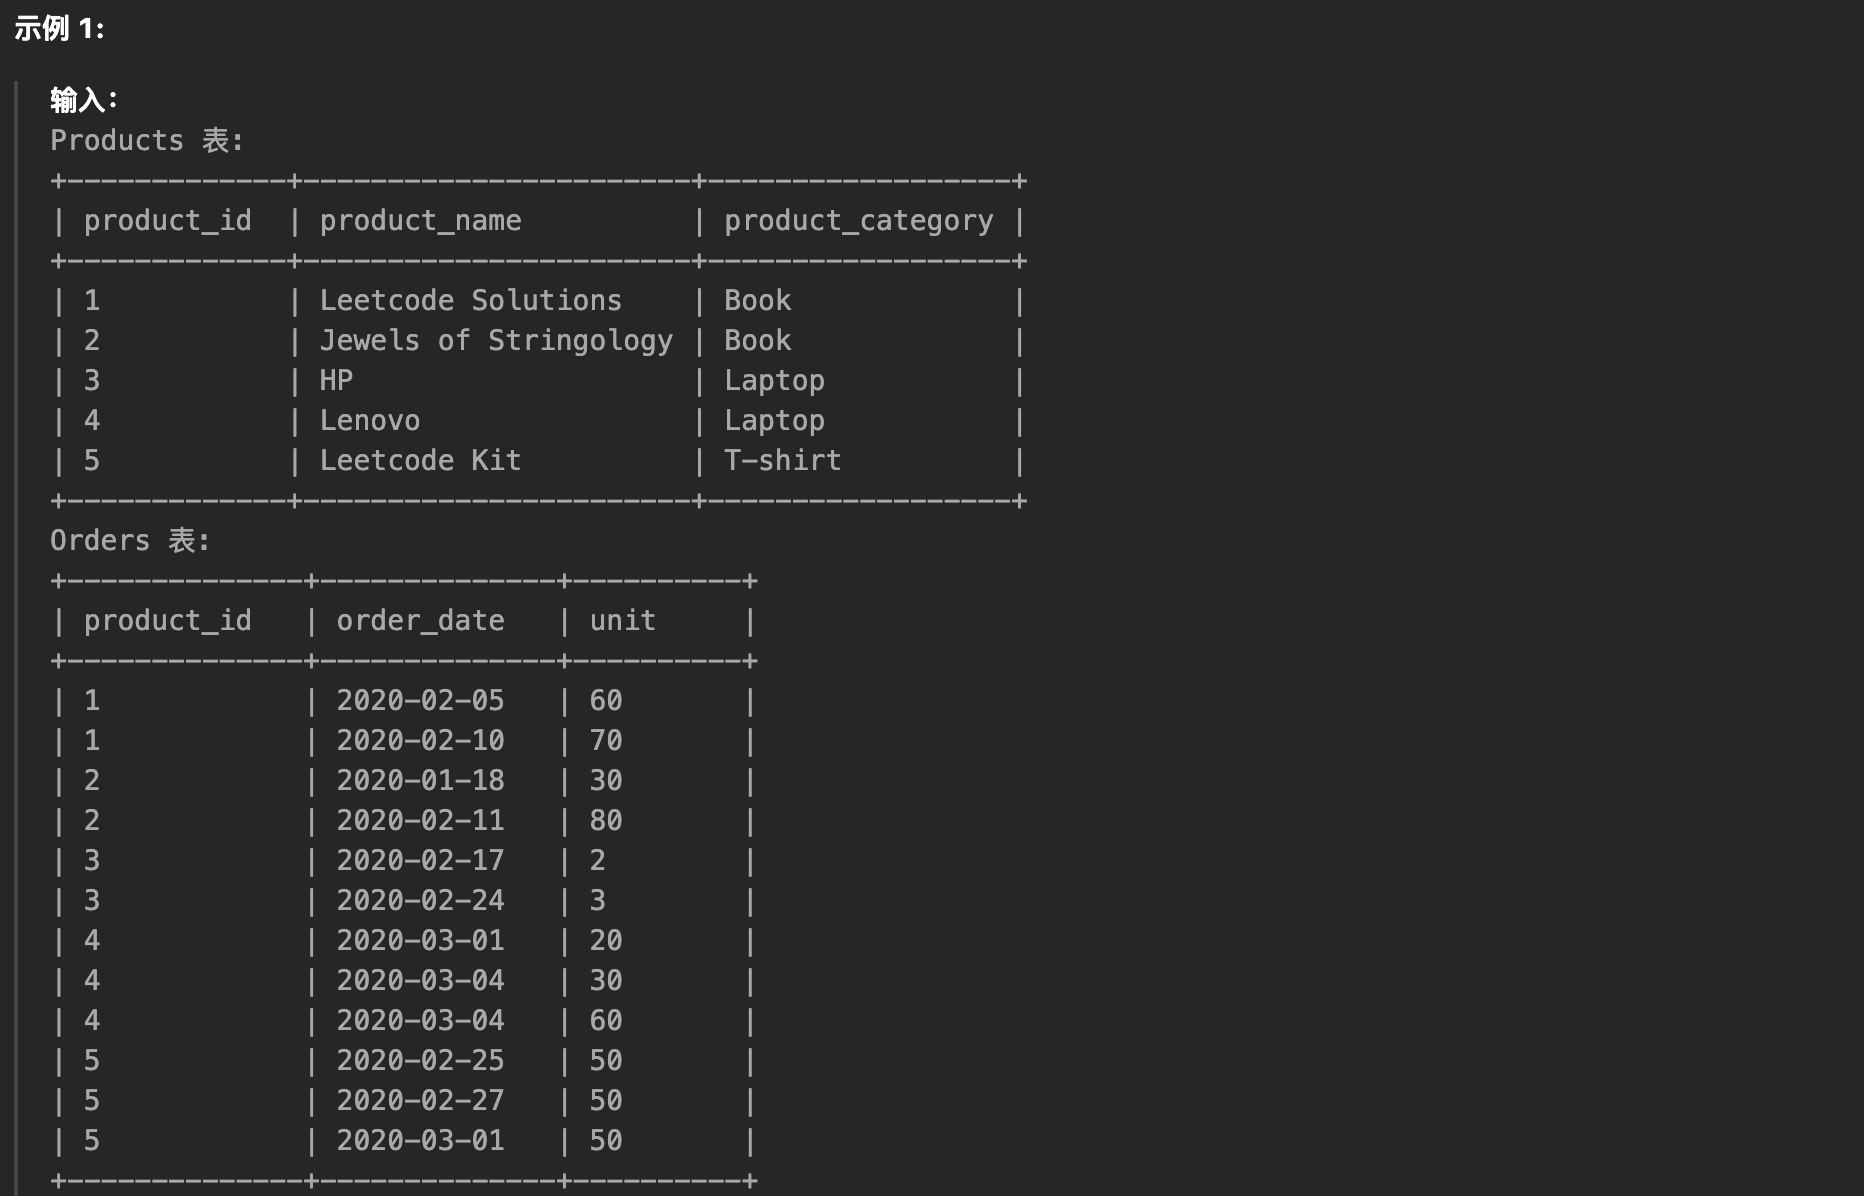 示例 1:
输入：
Products 表:
+-------------+-----------------------+------------------+
| product_id  | product_name          | product_category |
+-------------+-----------------------+------------------+
| 1           | Leetcode Solutions    | Book             |
| 2           | Jewels of Stringology | Book             |
| 3           | HP                    | Laptop           |
| 4           | Lenovo                | Laptop           |
| 5           | Leetcode Kit          | T-shirt          |
+-------------+-----------------------+------------------+
Orders 表:
+--------------+--------------+----------+
| product_id   | order_date   | unit     |
+--------------+--------------+----------+
| 1            | 2020-02-05   | 60       |
| 1            | 2020-02-10   | 70       |
| 2            | 2020-01-18   | 30       |
| 2            | 2020-02-11   | 80       |
| 3            | 2020-02-17   | 2        |
| 3            | 2020-02-24   | 3        |
| 4            | 2020-03-01   | 20       |
| 4            | 2020-03-04   | 30       |
| 4            | 2020-03-04   | 60       |
| 5            | 2020-02-25   | 50       |
| 5            | 2020-02-27   | 50       |
| 5            | 2020-03-01   | 50       |
+--------------+--------------+----------+